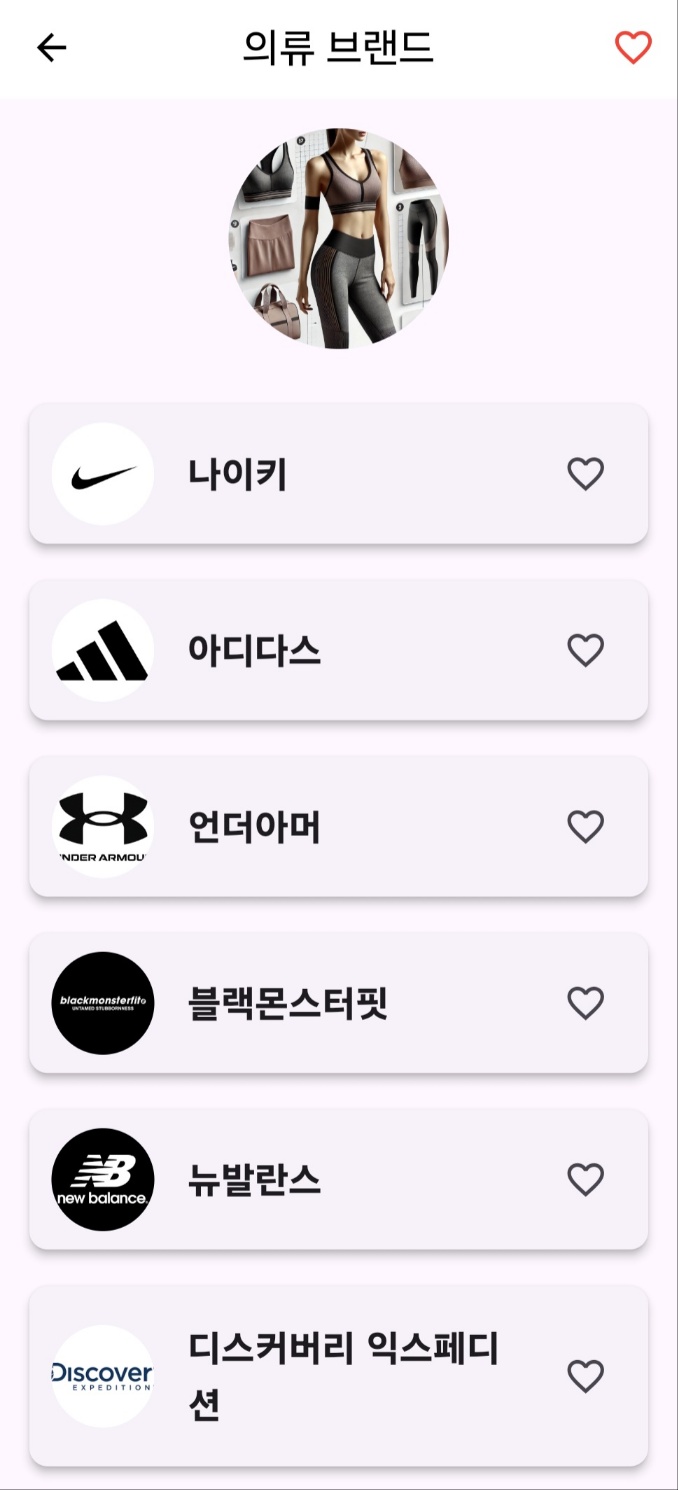 의류 브랜드
나이키
아디다스
NDER ARMOU
언더아머
blackmonsterfit
UNTAMED STUBBORNNESS
블랙몬스터핏
NB
new balance.
뉴발란스
Discover
EXPEDITION
디스커버리 익스페디
션